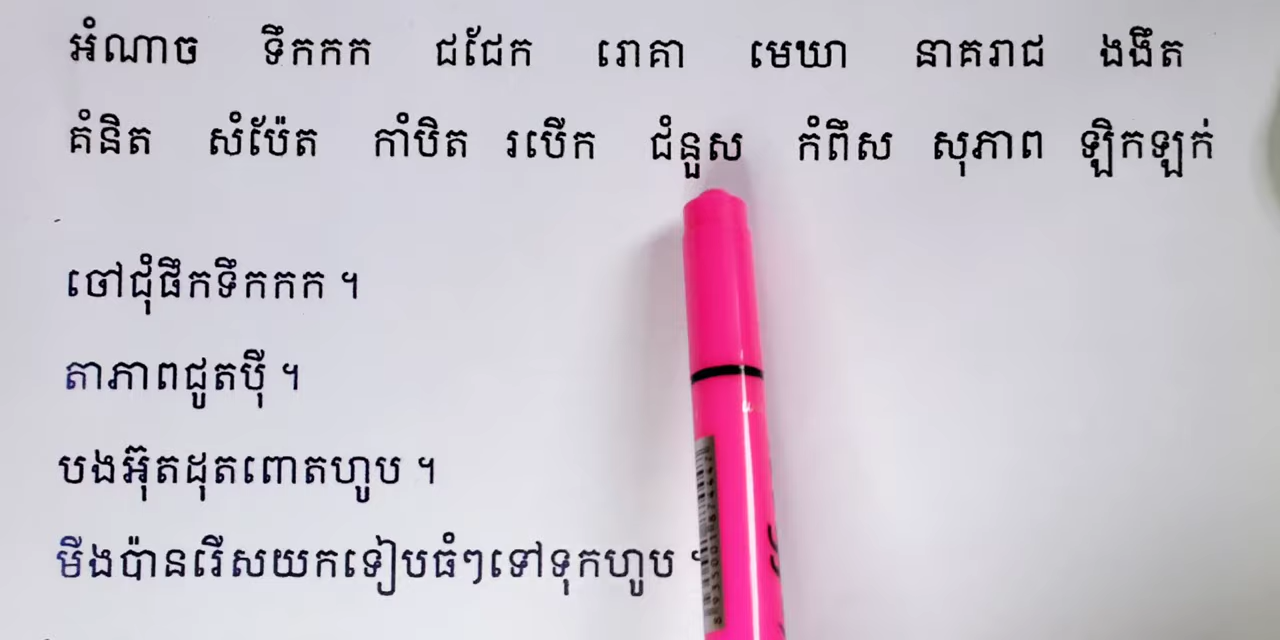 អំណាច ទឹកកក ជជែក រោគា មេឃា នាគរាជ ងងឹត
គំនិត សំប៉ែត កាំបិត របើក ជំនួស កំពឹស សុភាព ឡិកឡក់
ចៅជុំផឹកទឹកកក ។
តាភាពជូតប៉ី ។
បងអ៊ុតដុតពោតហូប ។
មីងប៉ានរើសយកទៀបធំៗទៅទុកហូប ។